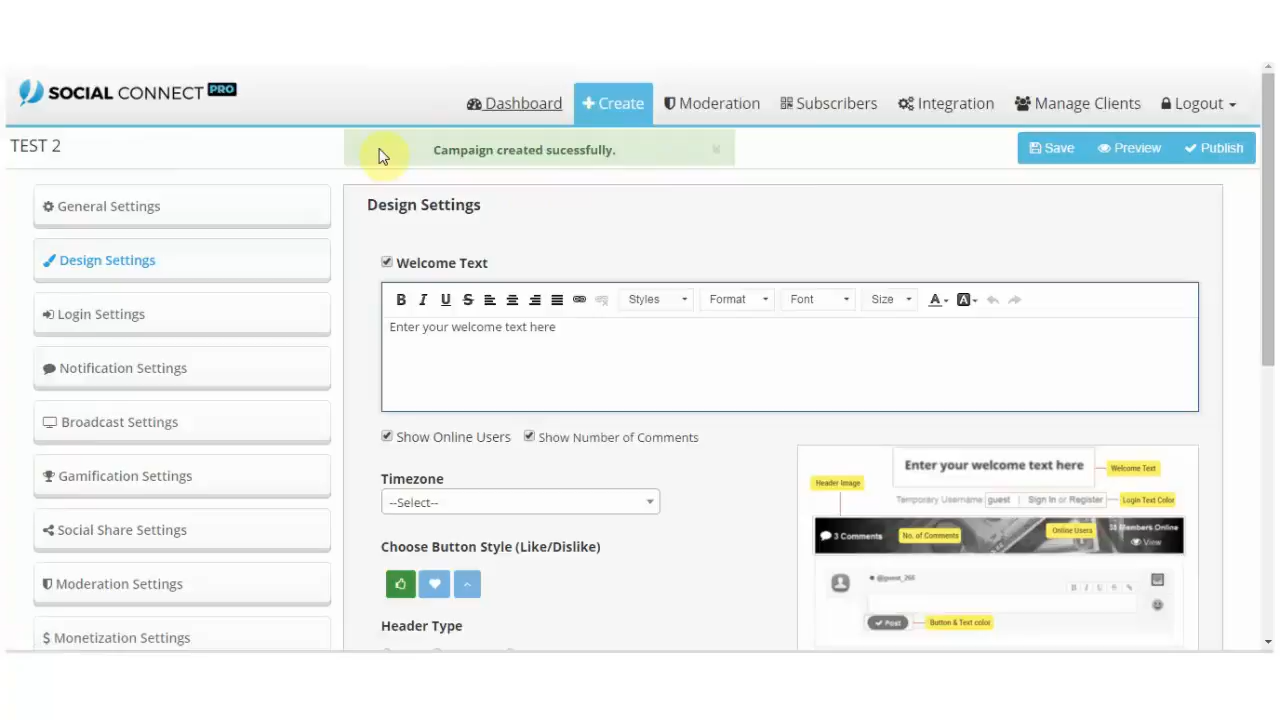 SOCIAL CONNECT PRO
Dashboard
Create
Moderation
Subscribers
Integration
Manage Clients
Logout
TEST 2
Campaign created sucessfully.
Save
Preview
Publish
General Settings
Design Settings
Login Settings
Notification Settings
Broadcast Settings
Gamification Settings
Social Share Settings
Moderation Settings
$ Monetization Settings
Design Settings
Welcome Text
B I U S Styles Format Font Size A A
Enter your welcome text here
Show Online Users Show Number of Comments
Timezone
--Select--
Choose Button Style (Like/Dislike)
Header Type
Enter your welcome text here
Welcome Text
Header Image
Temporary Username guest | Sign In or Register
Login Text Color
3 Comments
No. of Comments
Online Users
Members Online
View
@guest_268
B I U S
Post
Button & Text color